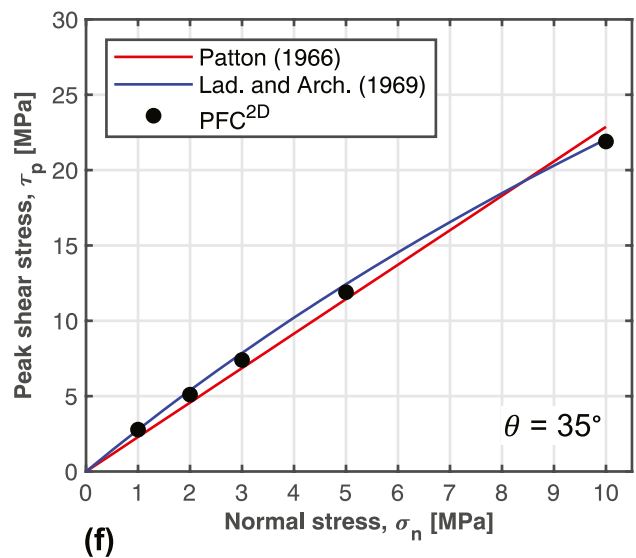 30
25
20
15
10
5
0
Peak shear stress, τp [MPa]
Patton (1966)
Lad. and Arch. (1969)
PFC2D
θ = 35°
0 1 2 3 4 5 6 7 8 9 10
Normal stress, σn [MPa]
(f)